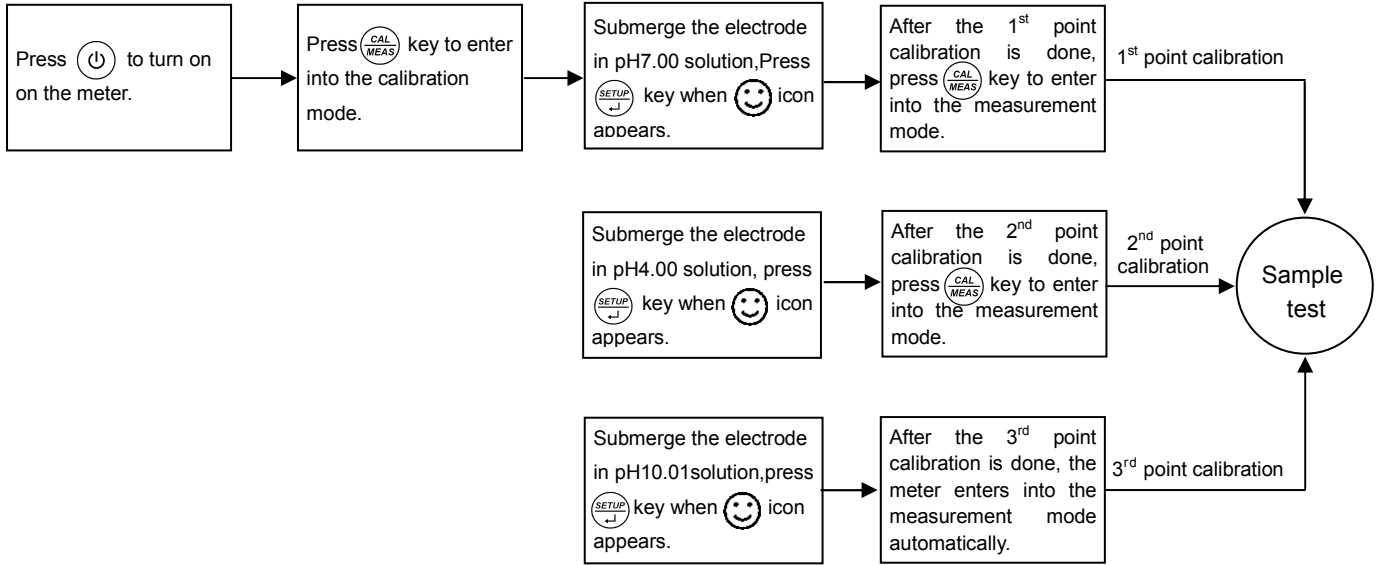 Press to turn on
on the meter.
Press CAL MEAS key to enter
into the calibration
mode.
Submerge the electrode
in pH7.00 solution,Press
SETUP key when icon
appears.
After the 1st point
calibration is done,
press CAL MEAS key to enter
into the measurement
mode.
1st point calibration
Submerge the electrode
in pH4.00 solution, press
SETUP key when icon
appears.
After the 2nd point
calibration is done,
press CAL MEAS key to enter
into the measurement
mode.
2nd point
calibration
Sample
test
Submerge the electrode
in pH10.01solution,press
SETUP key when icon
appears.
After the 3rd point
calibration is done, the
meter enters into the
measurement mode
automatically.
3rd point calibration